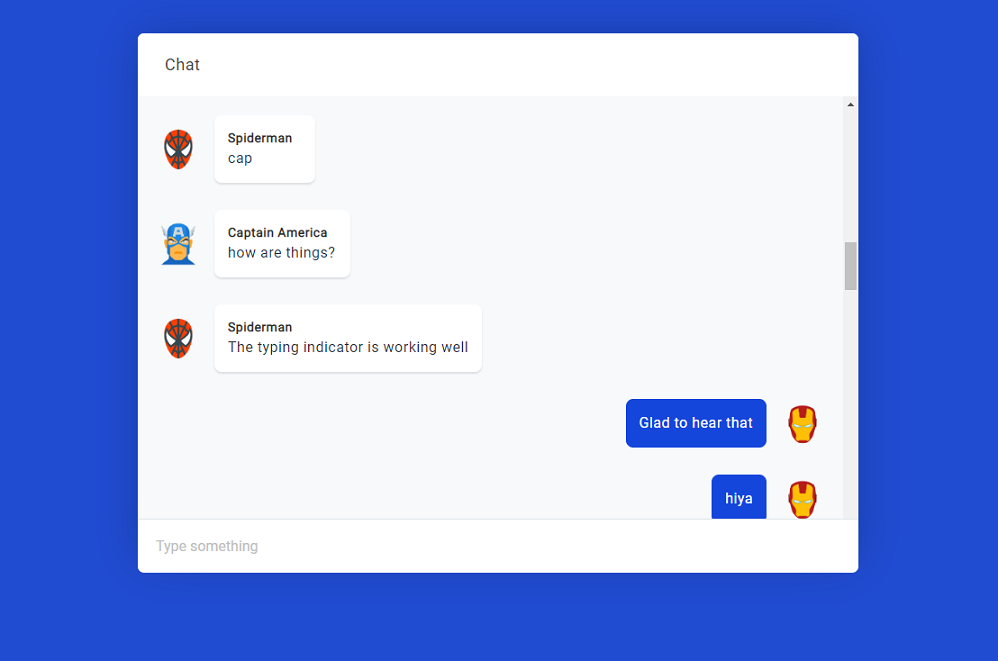 Chat
Spiderman
cap
Captain America
how are things?
Spiderman
The typing indicator is working well
Glad to hear that
hiya
Type something